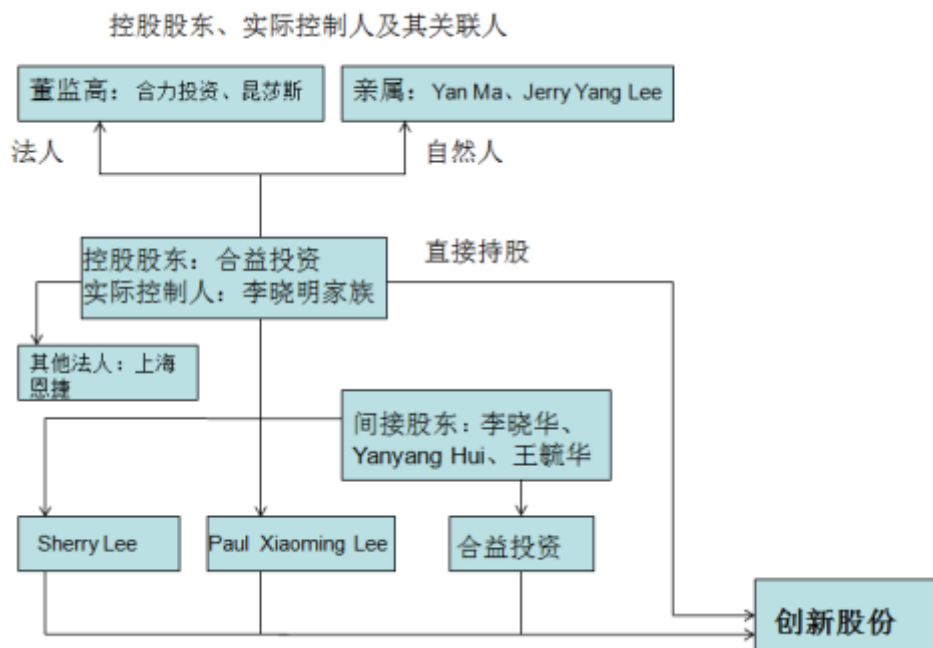 控股股东、实际控制人及其关联人
董监高：合力投资、昆莎斯
亲属：Yan Ma、Jerry Yang Lee
法人
自然人
控股股东：合益投资
实际控制人：李晓明家族
直接持股
其他法人：上海
恩捷
间接股东：李晓华、
Yanyang Hui、王毓华
Sherry Lee
Paul Xiaoming Lee
合益投资
创新股份